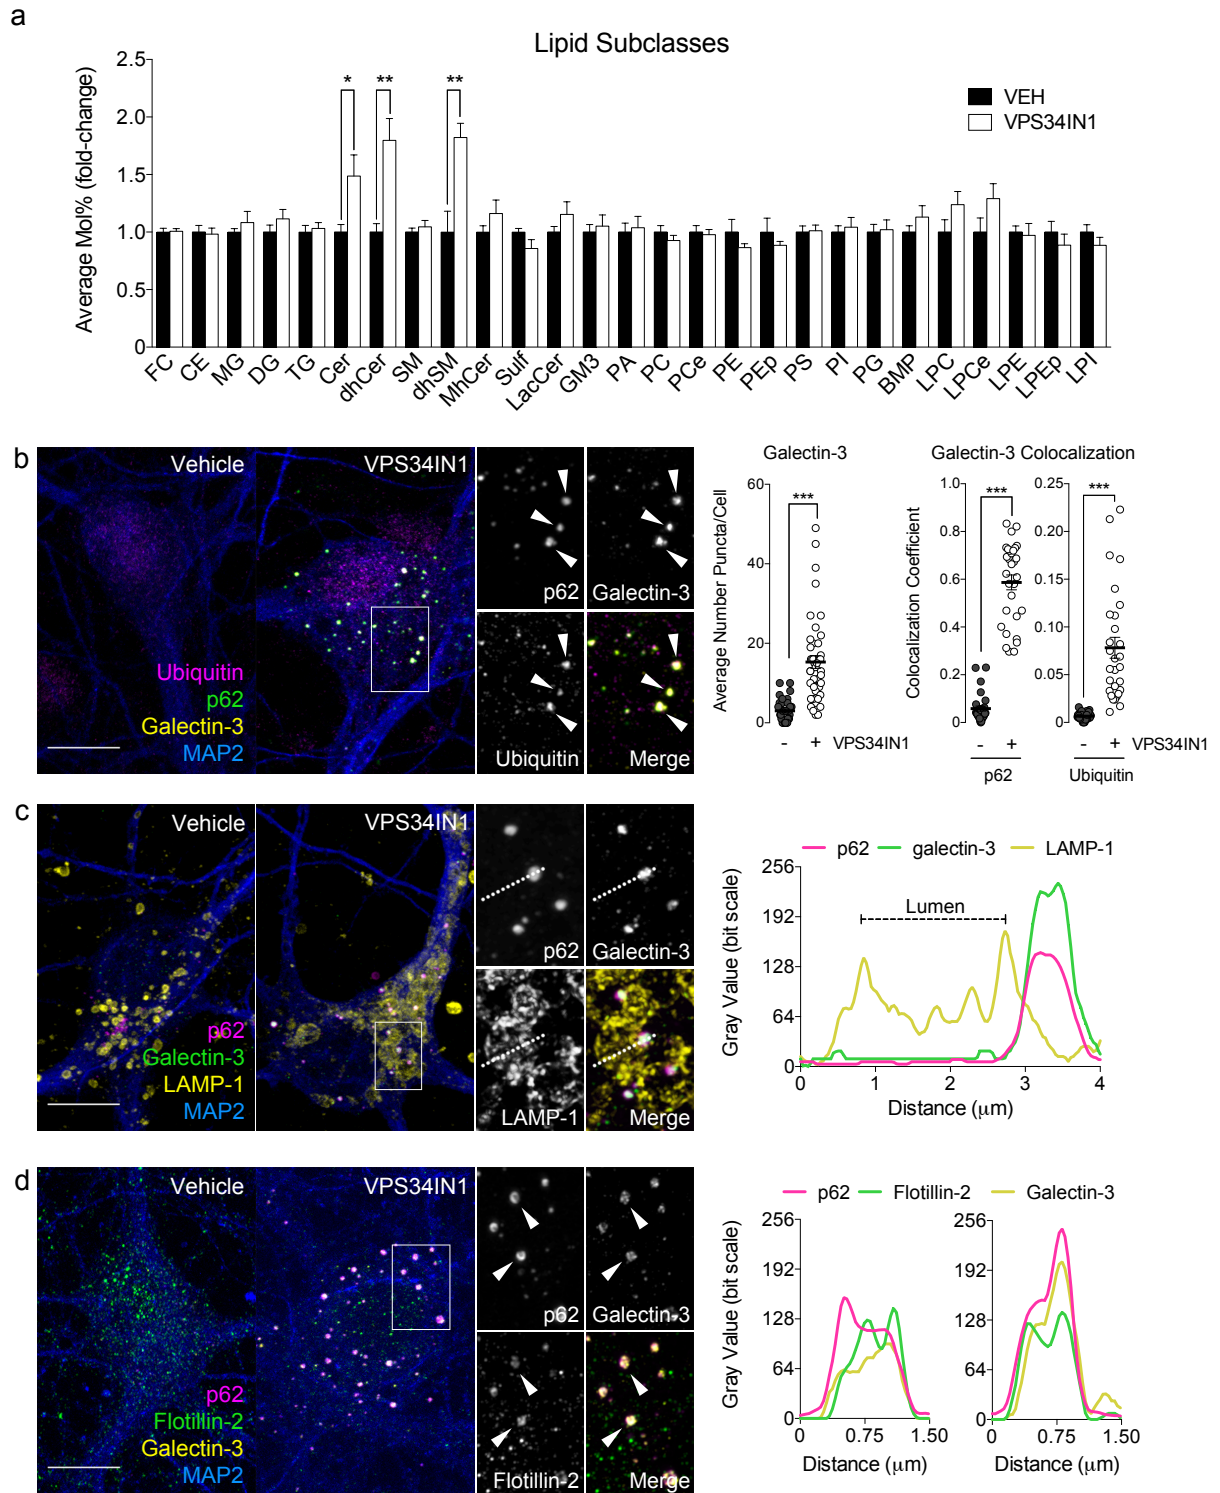 a
Lipid Subclasses
Average Mol% (fold-change)
2.5
2.0
1.5
1.0
0.5
0
* ** **
VEH
VPS34IN1
FC CE MG DG TG Cer dhCer SM dhSM MhCer Sulf LacCer GM3 PA PC PCe PE PEp PS PI PG BMP LPC LPCe LPE LPEp LPI
b
Vehicle
VPS34IN1
Ubiquitin
p62
Galectin-3
MAP2
p62
Galectin-3
Ubiquitin
Merge
Galectin-3
Average Number Puncta/Cell
60
40
20
0
***
- + VPS34IN1
Galectin-3 Colocalization
Colocalization Coefficient
1.0
0.8
0.6
0.4
0.2
0
***
- +
p62
0.25
0.20
0.15
0.10
0.05
0
***
- + VPS34IN1
Ubiquitin
c
Vehicle
VPS34IN1
p62
Galectin-3
LAMP-1
MAP2
p62
Galectin-3
LAMP-1
Merge
p62 galectin-3 LAMP-1
Gray Value (bit scale)
256
192
128
64
0
Lumen
0 1 2 3 4
Distance (μm)
d
Vehicle
VPS34IN1
p62
Flotillin-2
Galectin-3
MAP2
p62
Galectin-3
Flotillin-2
Merge
p62 Flotillin-2 Galectin-3
Gray Value (bit scale)
256
192
128
64
0
0 0.75 1.50
Distance (μm)
256
192
128
64
0
0 0.75 1.50
Distance (μm)